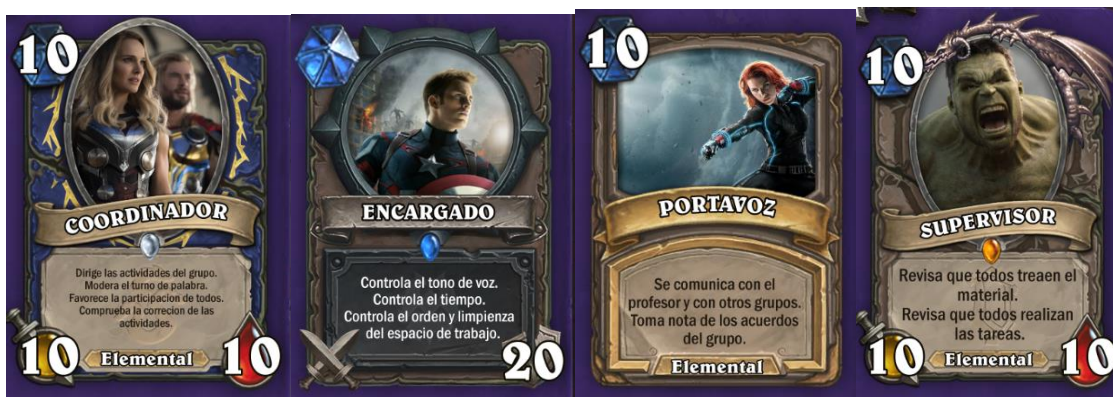 10
COORDINADOR
Dirige las actividades del grupo.
Modera el turno de palabra.
Favorece la participacion de todos.
Comprueba la correcion de las
actividades.
10
Elemental
10
ENCARGADO
Controla el tono de voz.
Controla el tiempo.
Controla el orden y limpienza
del espacio de trabajo.
20
10
PORTAVOZ
Se comunica con el
profesor y con otros grupos.
Toma nota de los acuerdos
del grupo.
Elemental
10
SUPERVISOR
Revisa que todos treaen el
material.
Revisa que todos realizan
las tareas.
10
Elemental
10